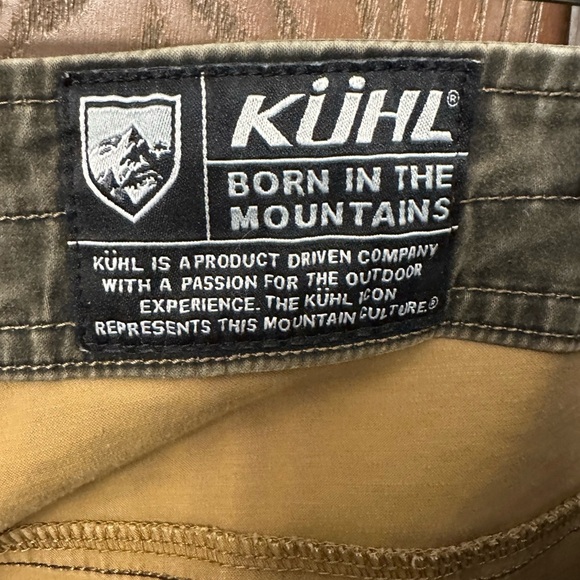 KÜHL®
BORN IN THE
MOUNTAINS
KÜHL IS A PRODUCT DRIVEN COMPANY
WITH A PASSION FOR THE OUTDOOR
EXPERIENCE. THE KÜHL ICON
REPRESENTS THIS MOUNTAIN CULTURE.®